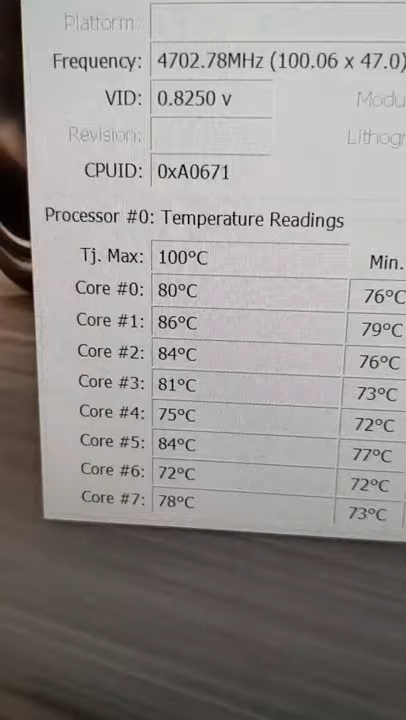 Platform:
Frequency: 4702.78MHz (100.06 x 47.0)
VID: 0.8250 v Modu
Revision: Lithogr
CPUID: 0xA0671
Processor #0: Temperature Readings
Tj. Max: 100°C Min.
Core #0: 80°C 76°C
Core #1: 86°C 79°C
Core #2: 84°C 76°C
Core #3: 81°C 73°C
Core #4: 75°C 72°C
Core #5: 84°C 77°C
Core #6: 72°C 72°C
Core #7: 78°C 73°C